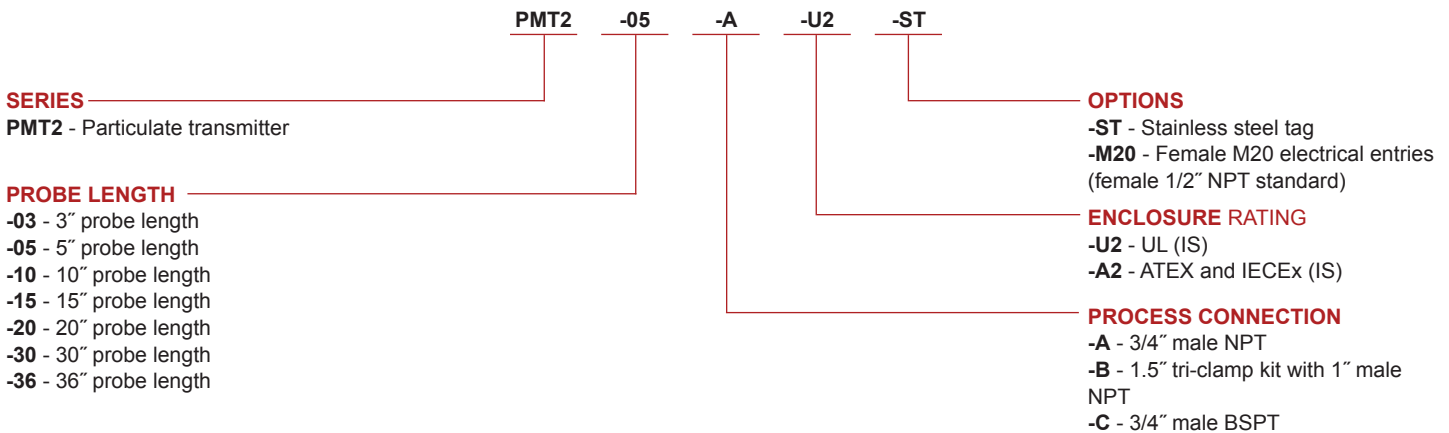 PMT2 -05 -A -U2 -ST
SERIES
PMT2 - Particulate transmitter
PROBE LENGTH
-03 - 3˝ probe length
-05 - 5˝ probe length
-10 - 10˝ probe length
-15 - 15˝ probe length
-20 - 20˝ probe length
-30 - 30˝ probe length
-36 - 36˝ probe length
OPTIONS
-ST - Stainless steel tag
-M20 - Female M20 electrical entries
(female 1/2˝ NPT standard)
ENCLOSURE RATING
-U2 - UL (IS)
-A2 - ATEX and IECEx (IS)
PROCESS CONNECTION
-A - 3/4˝ male NPT
-B - 1.5˝ tri-clamp kit with 1˝ male
NPT
-C - 3/4˝ male BSPT